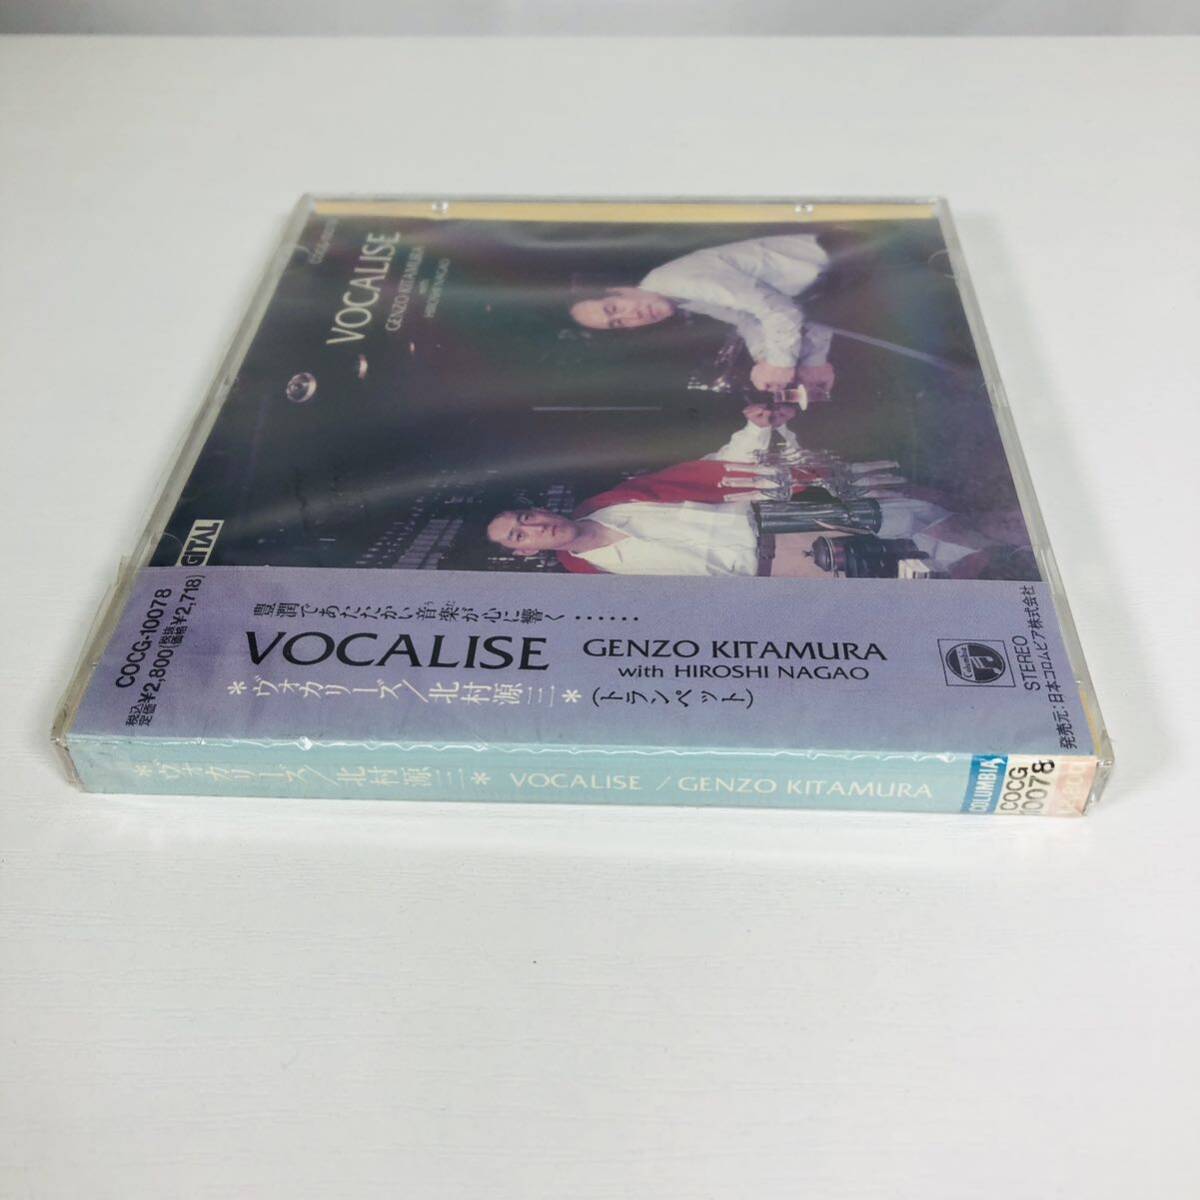 VOCALISE
GENZO KITAMURA
with
HIROSHI NAGAO
GITAL
COCG-10078
税込定価¥2,800(税抜価格¥2,718)
豊潤であたたかい音楽が心に響く……
VOCALISE
GENZO KITAMURA
with HIROSHI NAGAO
*ヴォカリーズ/北村源三*
(トランペット)
Columbia
STEREO
発売元:日本コロムビア株式会社
*ヴォカリーズ/北村源三* VOCALISE / GENZO KITAMURA
COLUMBIA
COCG
10078